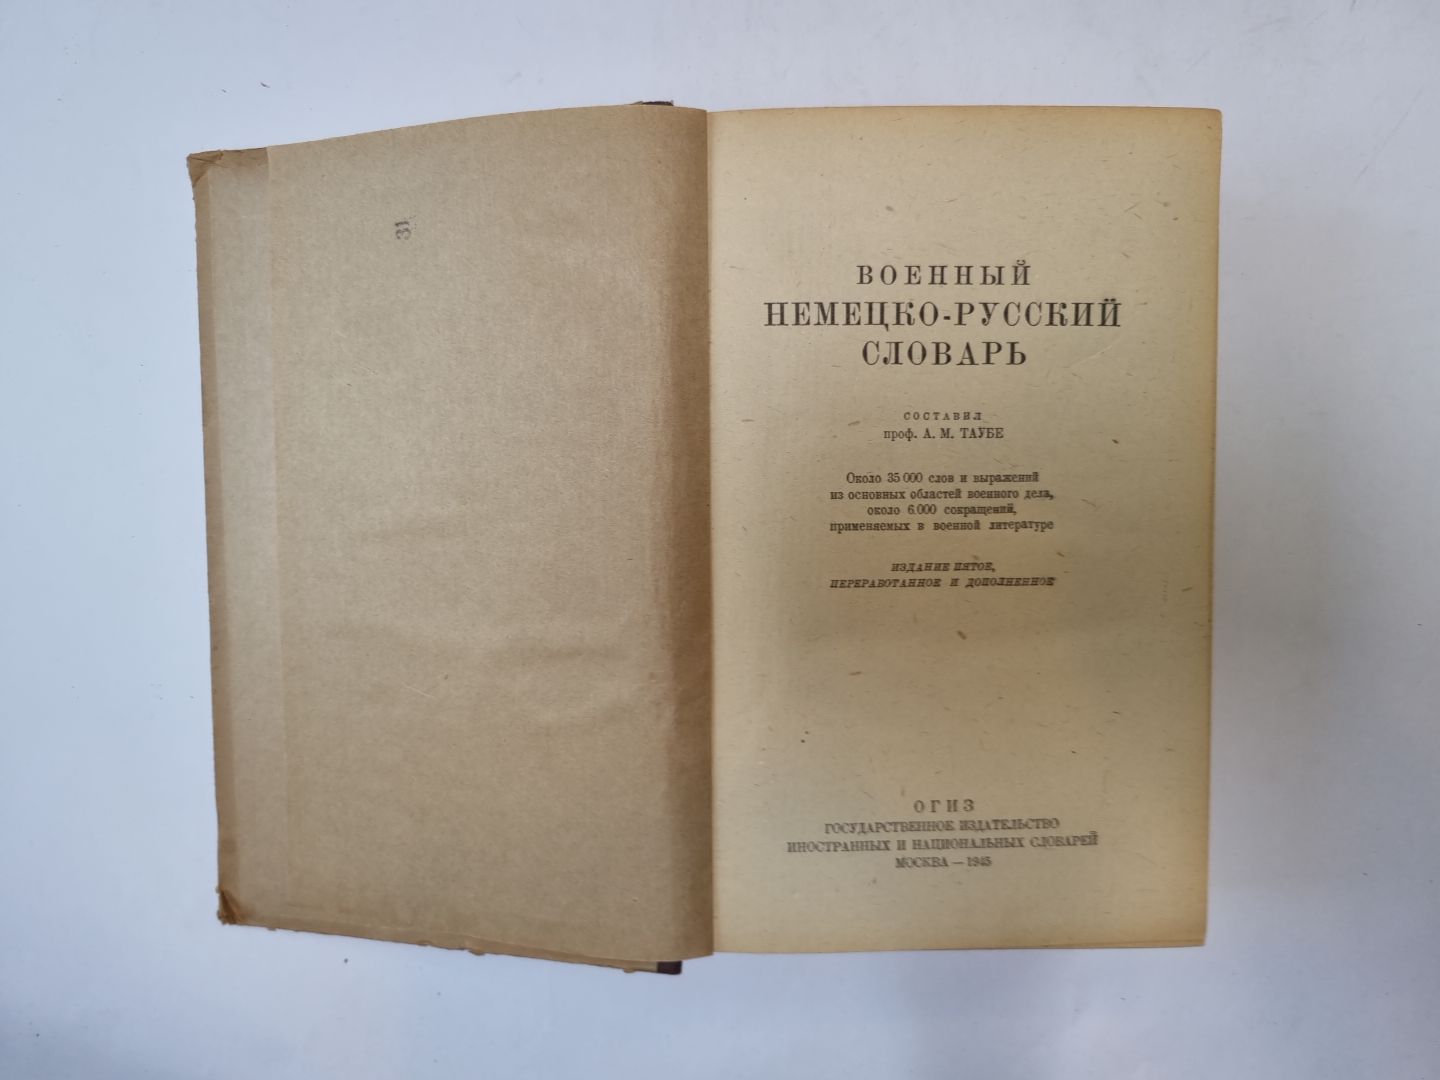 31
ВОЕННЫЙ
НЕМЕЦКО-РУССКИЙ
СЛОВАРЬ
СОСТАВИЛ
проф. А. М. ТАУБЕ
Около 35 000 слов и выражений
из основных областей военного дела,
около 6.000 сокращений,
применяемых в военной литературе
ИЗДАНИЕ ПЯТОЕ,
ПЕРЕРАБОТАННОЕ И ДОПОЛНЕННОЕ
ОГИЗ
ГОСУДАРСТВЕННОЕ ИЗДАТЕЛЬСТВО
ИНОСТРАННЫХ И НАЦИОНАЛЬНЫХ СЛОВАРЕЙ
МОСКВА — 1945